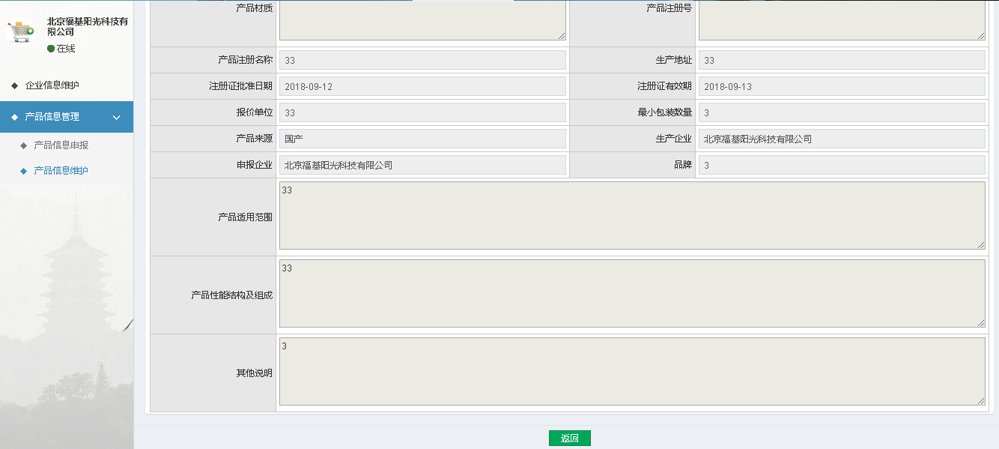 北京福基阳光科技有
限公司
在线
企业信息维护
产品信息管理
产品信息申报
产品信息维护
产品材质 产品注册号
产品注册名称 33 生产地址 33
注册证批准日期 2018-09-12 注册证有效期 2018-09-13
报价单位 33 最小包装数量 3
产品来源 国产 生产企业 北京福基阳光科技有限公司
申报企业 北京福基阳光科技有限公司 品牌 3
产品适用范围 33
产品性能结构及组成 33
其他说明 3
返回